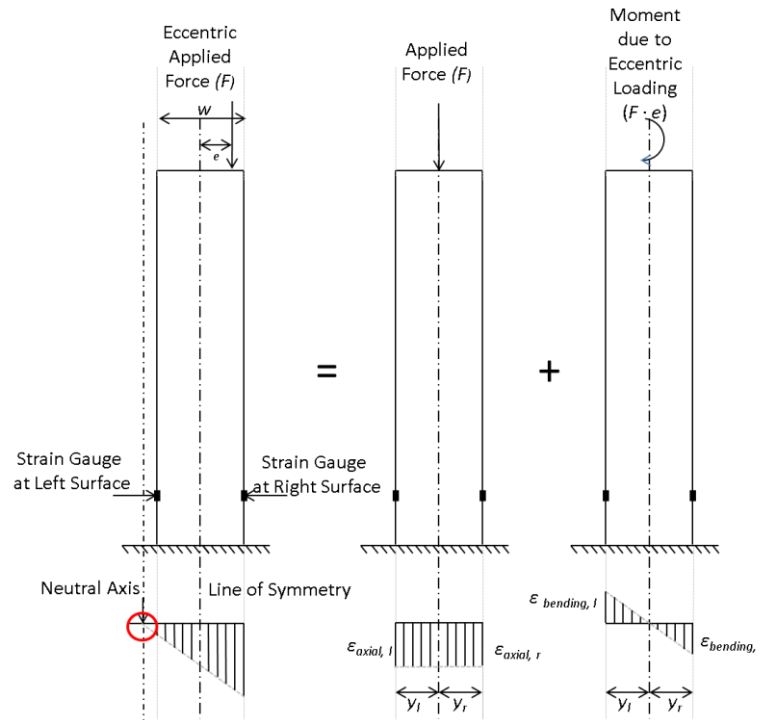 Eccentric
Applied
Force (F)
w
e
Applied
Force (F)
Moment
due to
Eccentric
Loading
(F · e)
=
+
Strain Gauge
at Left Surface
Strain Gauge
at Right Surface
Neutral Axis
Line of Symmetry
ε axial, l
ε axial, r
y l
y r
ε bending, l
ε bending,
y l
y r